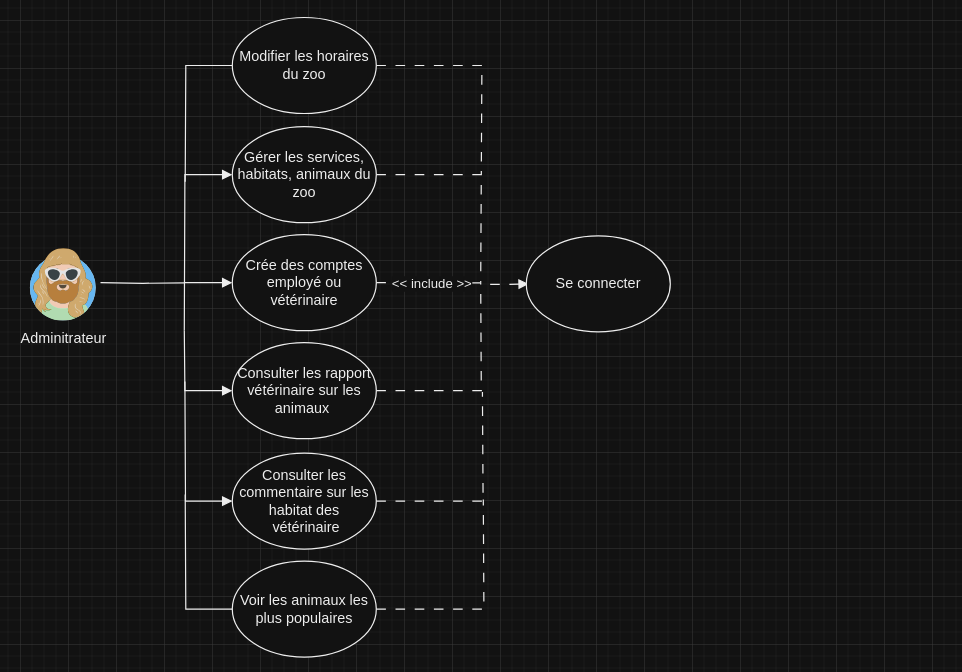 Modifier les horaires
du zoo
Gérer les services,
habitats, animaux du
zoo
Crée des comptes
employé ou
vétérinaire
<< include >>
Se connecter
Adminitrateur
Consulter les rapport
vétérinaire sur les
animaux
Consulter les
commentaire sur les
habitat des
vétérinaire
Voir les animaux les
plus populaires